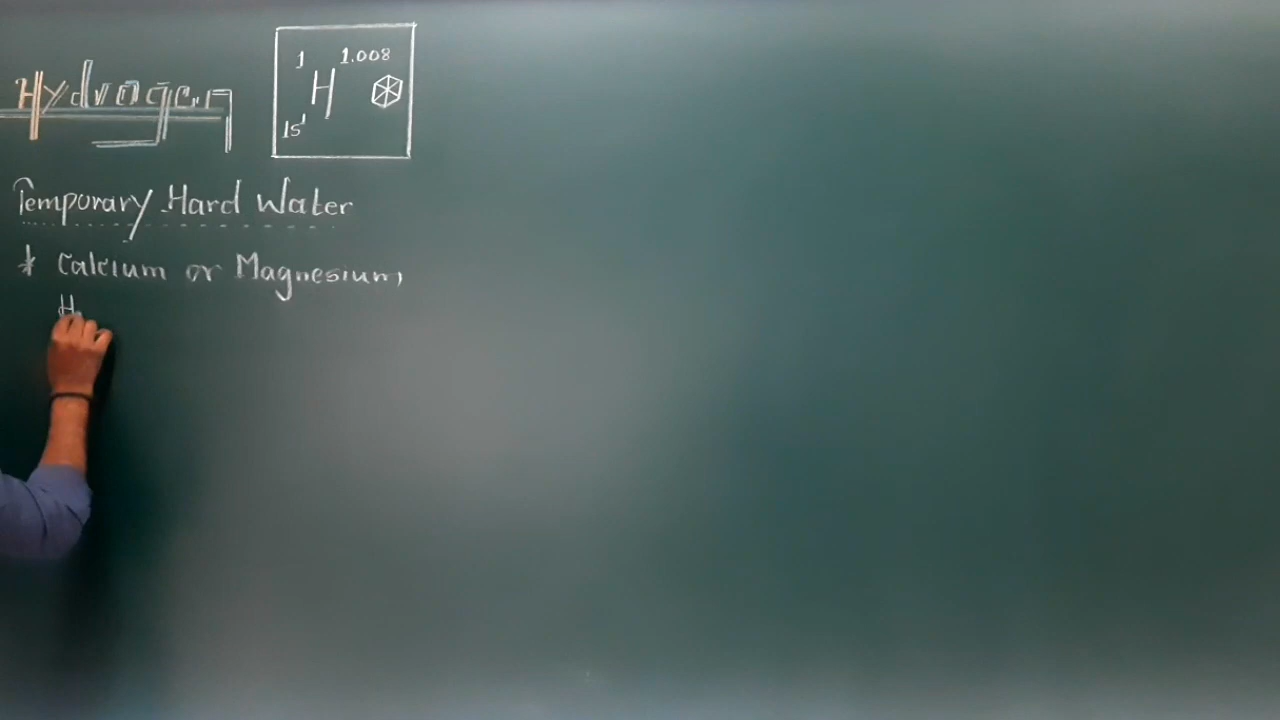 Hydrogen
1 1.008
H
1s¹
Temporary Hard Water
* Calcium or Magnesium,
H